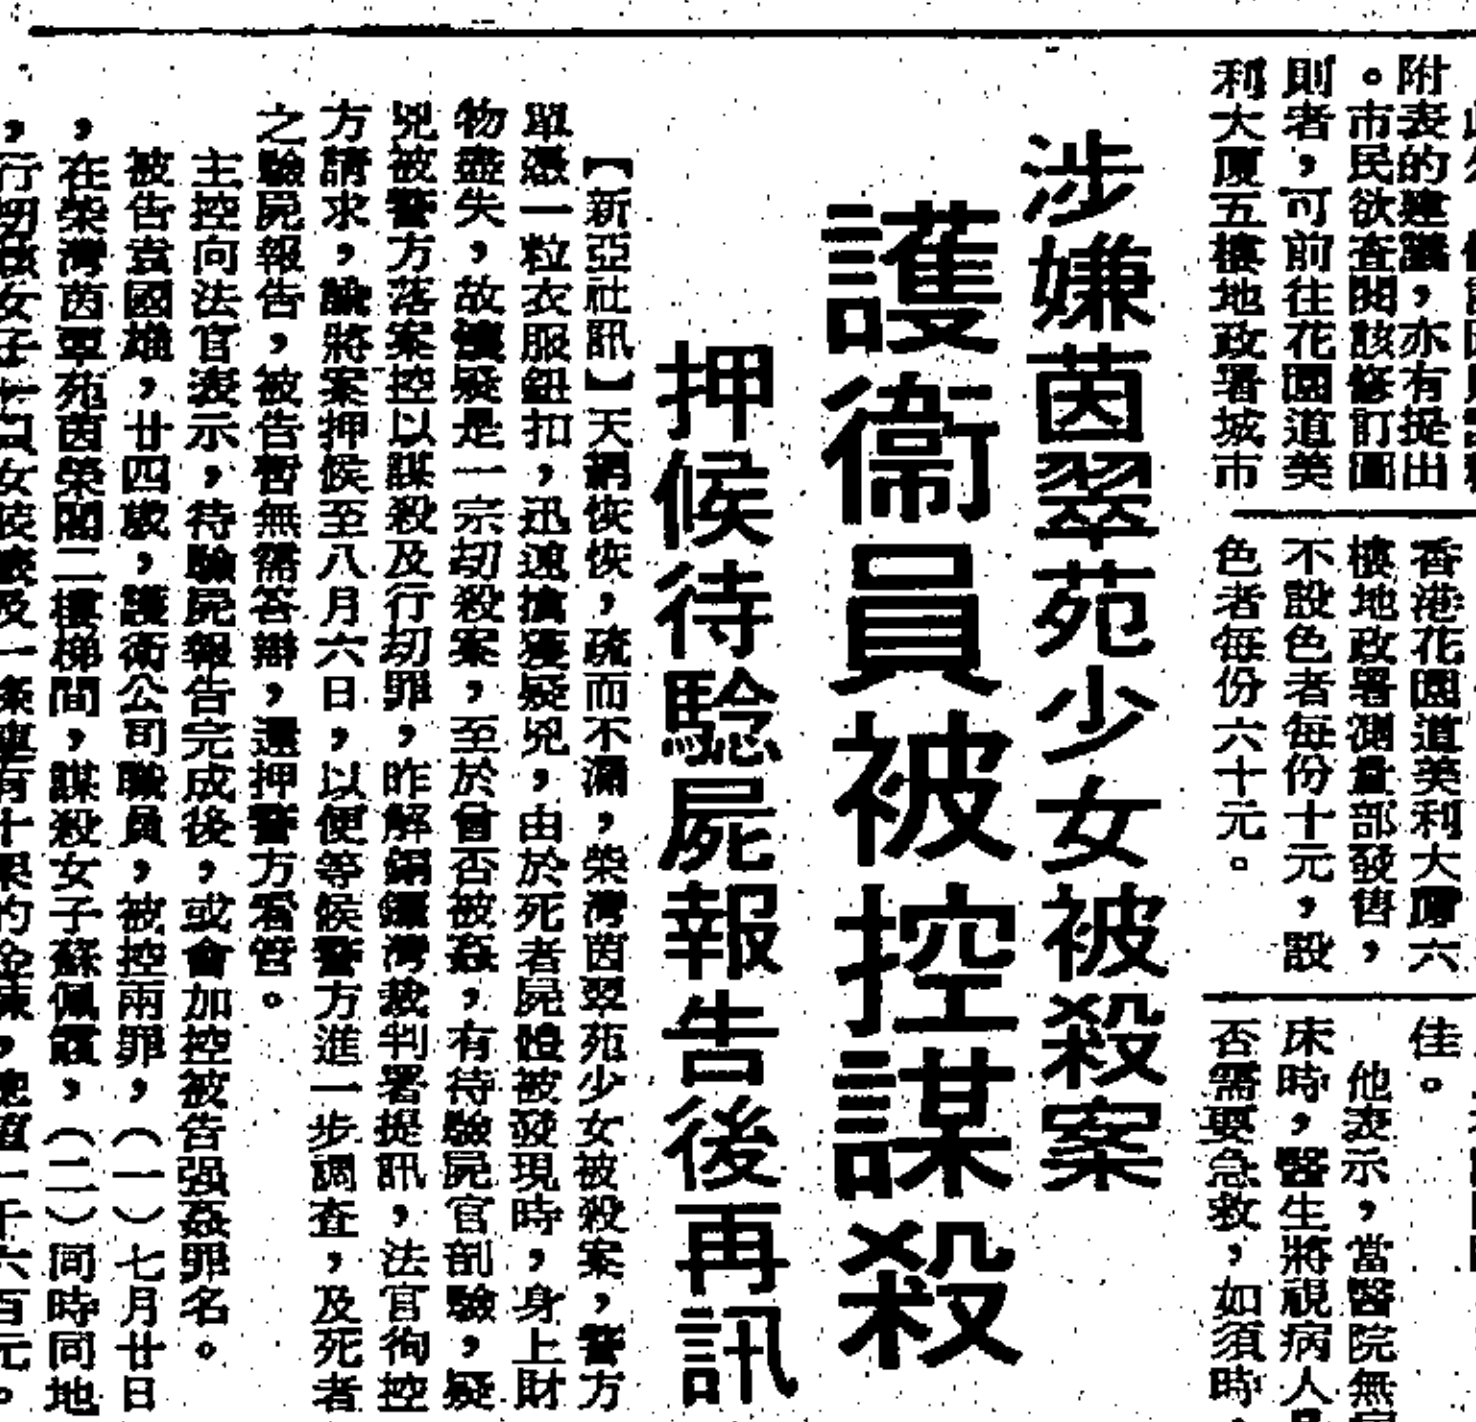 附表的建議，亦有提出
。市民欲查閱該修訂圖
則者，可前往花園道美
利大廈五樓地政署城市
香港花園道美利大廈六
樓地政署測量部發售，
不設色者每份十元，設
色者每份六十元。
佳。
他表示，當醫院無
床時，醫生將視病人
否需要急救，如須時，
涉嫌茵翠苑少女被殺案
護衞員被控謀殺
押候待驗屍報告後再訊
【新亞社訊】天網恢恢，疏而不漏，柴灣茵翠苑少女被殺案，警方
單憑一粒衣服鈕扣，迅速擒獲疑兇，由於死者屍體被發現時，身上財
物盡失，故懷疑是一宗刧殺案，至於曾否被姦，有待驗屍官剖驗，疑
兇被警方落案控以謀殺及行刧罪，昨解銅鑼灣裁判署提訊，法官徇控
方請求，諭將案押候至八月六日，以便等候警方進一步調查，及死者
之驗屍報告，被告暫無需答辯，還押警方看管。
主控向法官表示，待驗屍報告完成後，或會加控被告强姦罪名。
被告袁國雄，廿四歲，護衛公司職員，被控兩罪，（一）七月廿日
，在柴灣茵翠苑茵榮閣二樓梯間，謀殺女子蘇佩霞，（二）同時同地
，行刧該女子一只女裝錶及一條